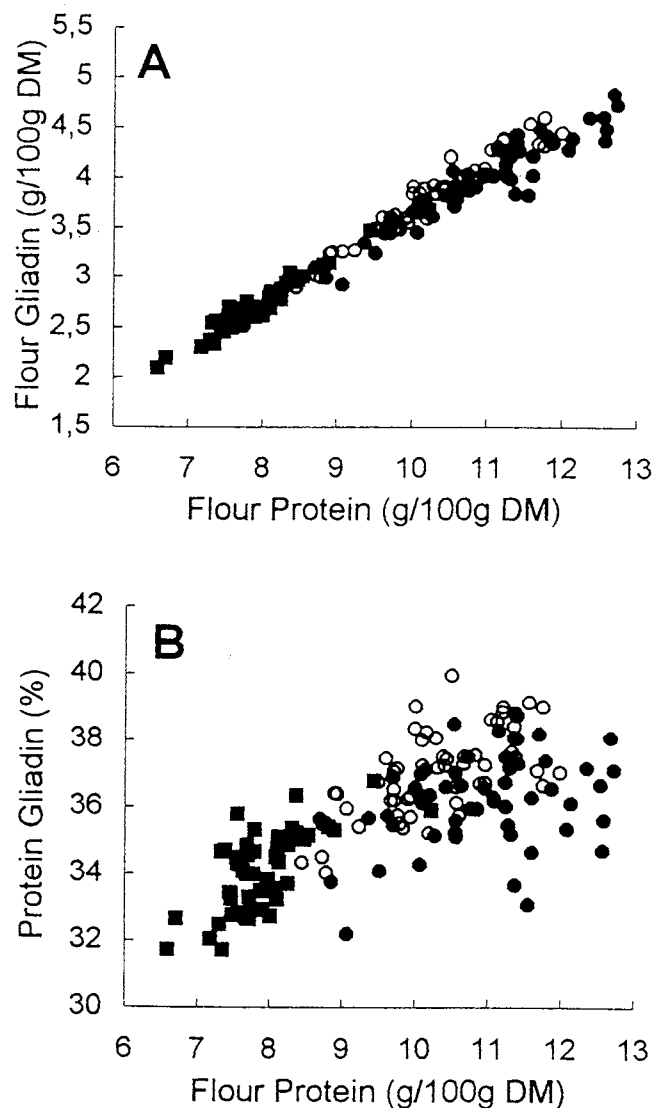 Flour Gliadin (g/100g DM)
A
5,5
5
4,5
4
3,5
3
2,5
2
1,5
6 7 8 9 10 11 12 13
Flour Protein (g/100g DM)
Protein Gliadin (%)
B
42
40
38
36
34
32
30
6 7 8 9 10 11 12 13
Flour Protein (g/100g DM)